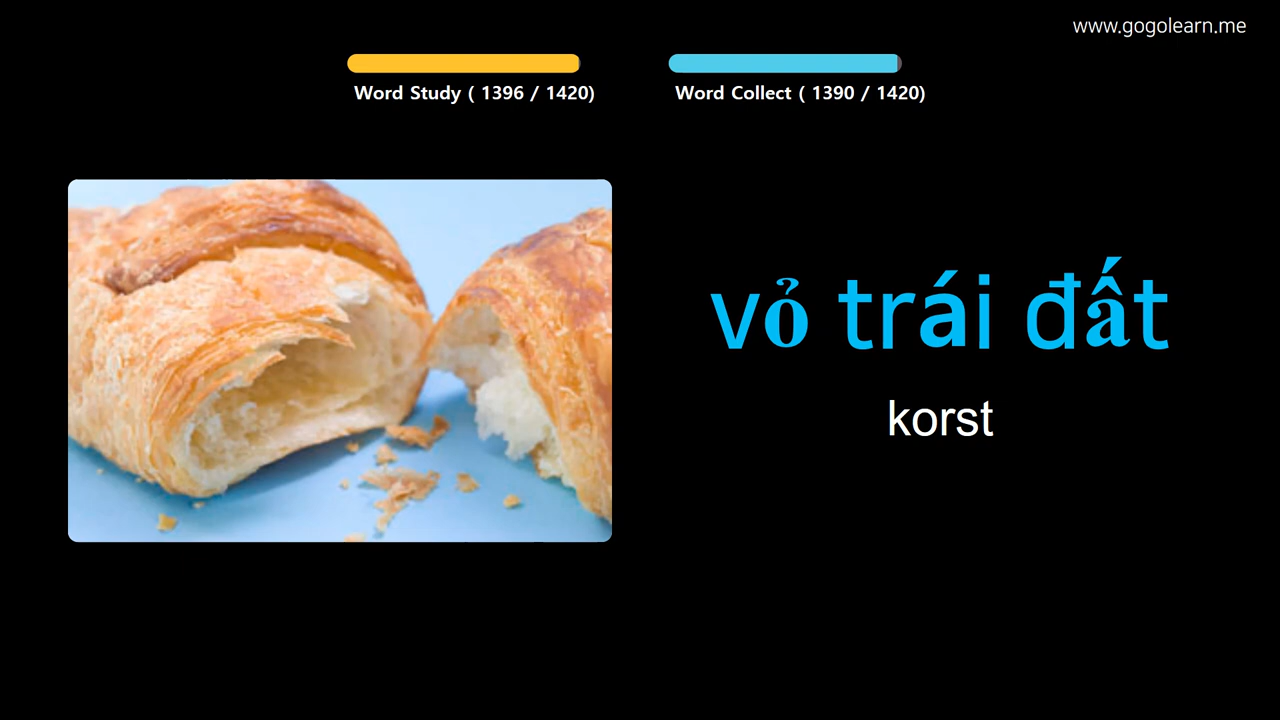 www.gogolearn.me
Word Study ( 1396 / 1420)
Word Collect ( 1390 / 1420)
vỏ trái đất
korst